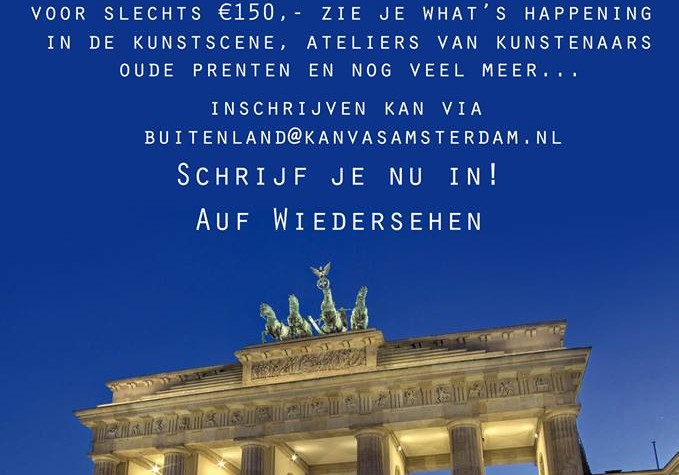 VOOR SLECHTS €150,- ZIE JE WHAT'S HAPPENING
IN DE KUNSTSCENE, ATELIERS VAN KUNSTENAARS
OUDE PRENTEN EN NOG VEEL MEER...
INSCHRIJVEN KAN VIA
BUITENLAND@KANVASAMSTERDAM.NL
SCHRIJF JE NU IN!
AUF WIEDERSEHEN